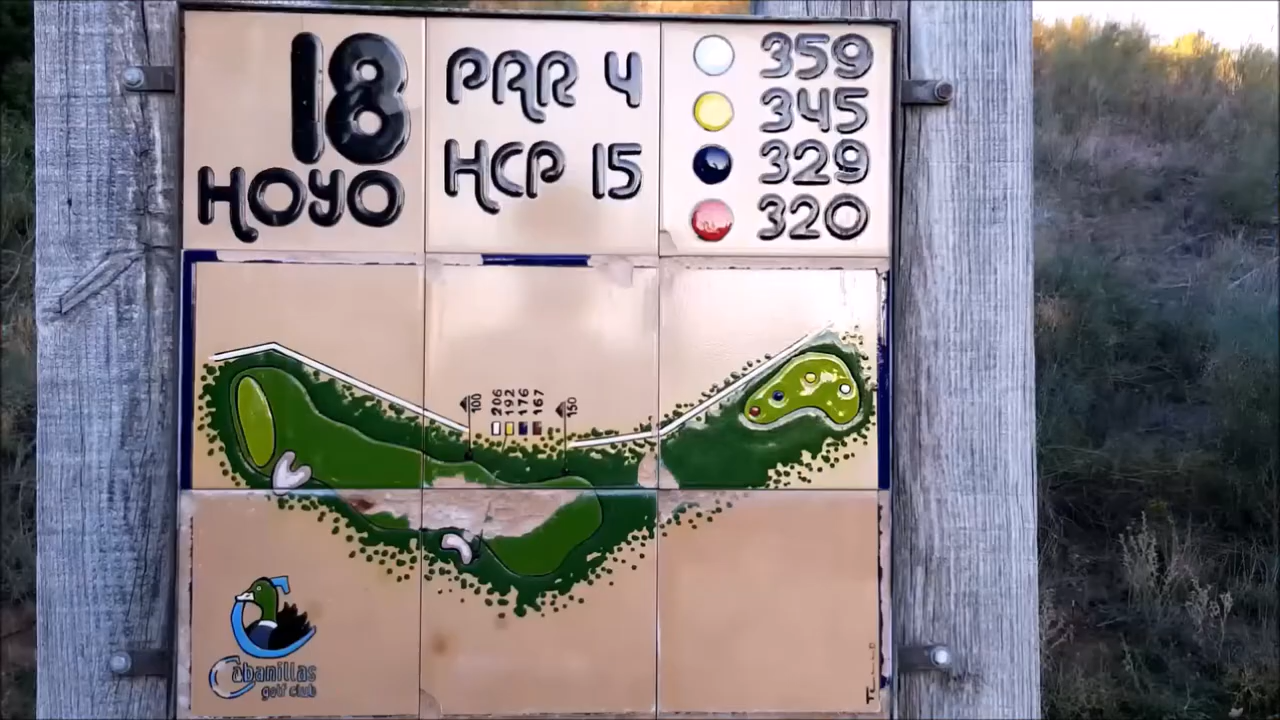 18
HOYO
PAR 4
HCP 15
359
345
329
320
100
206
192
176
167
150
Cabanillas
golf club